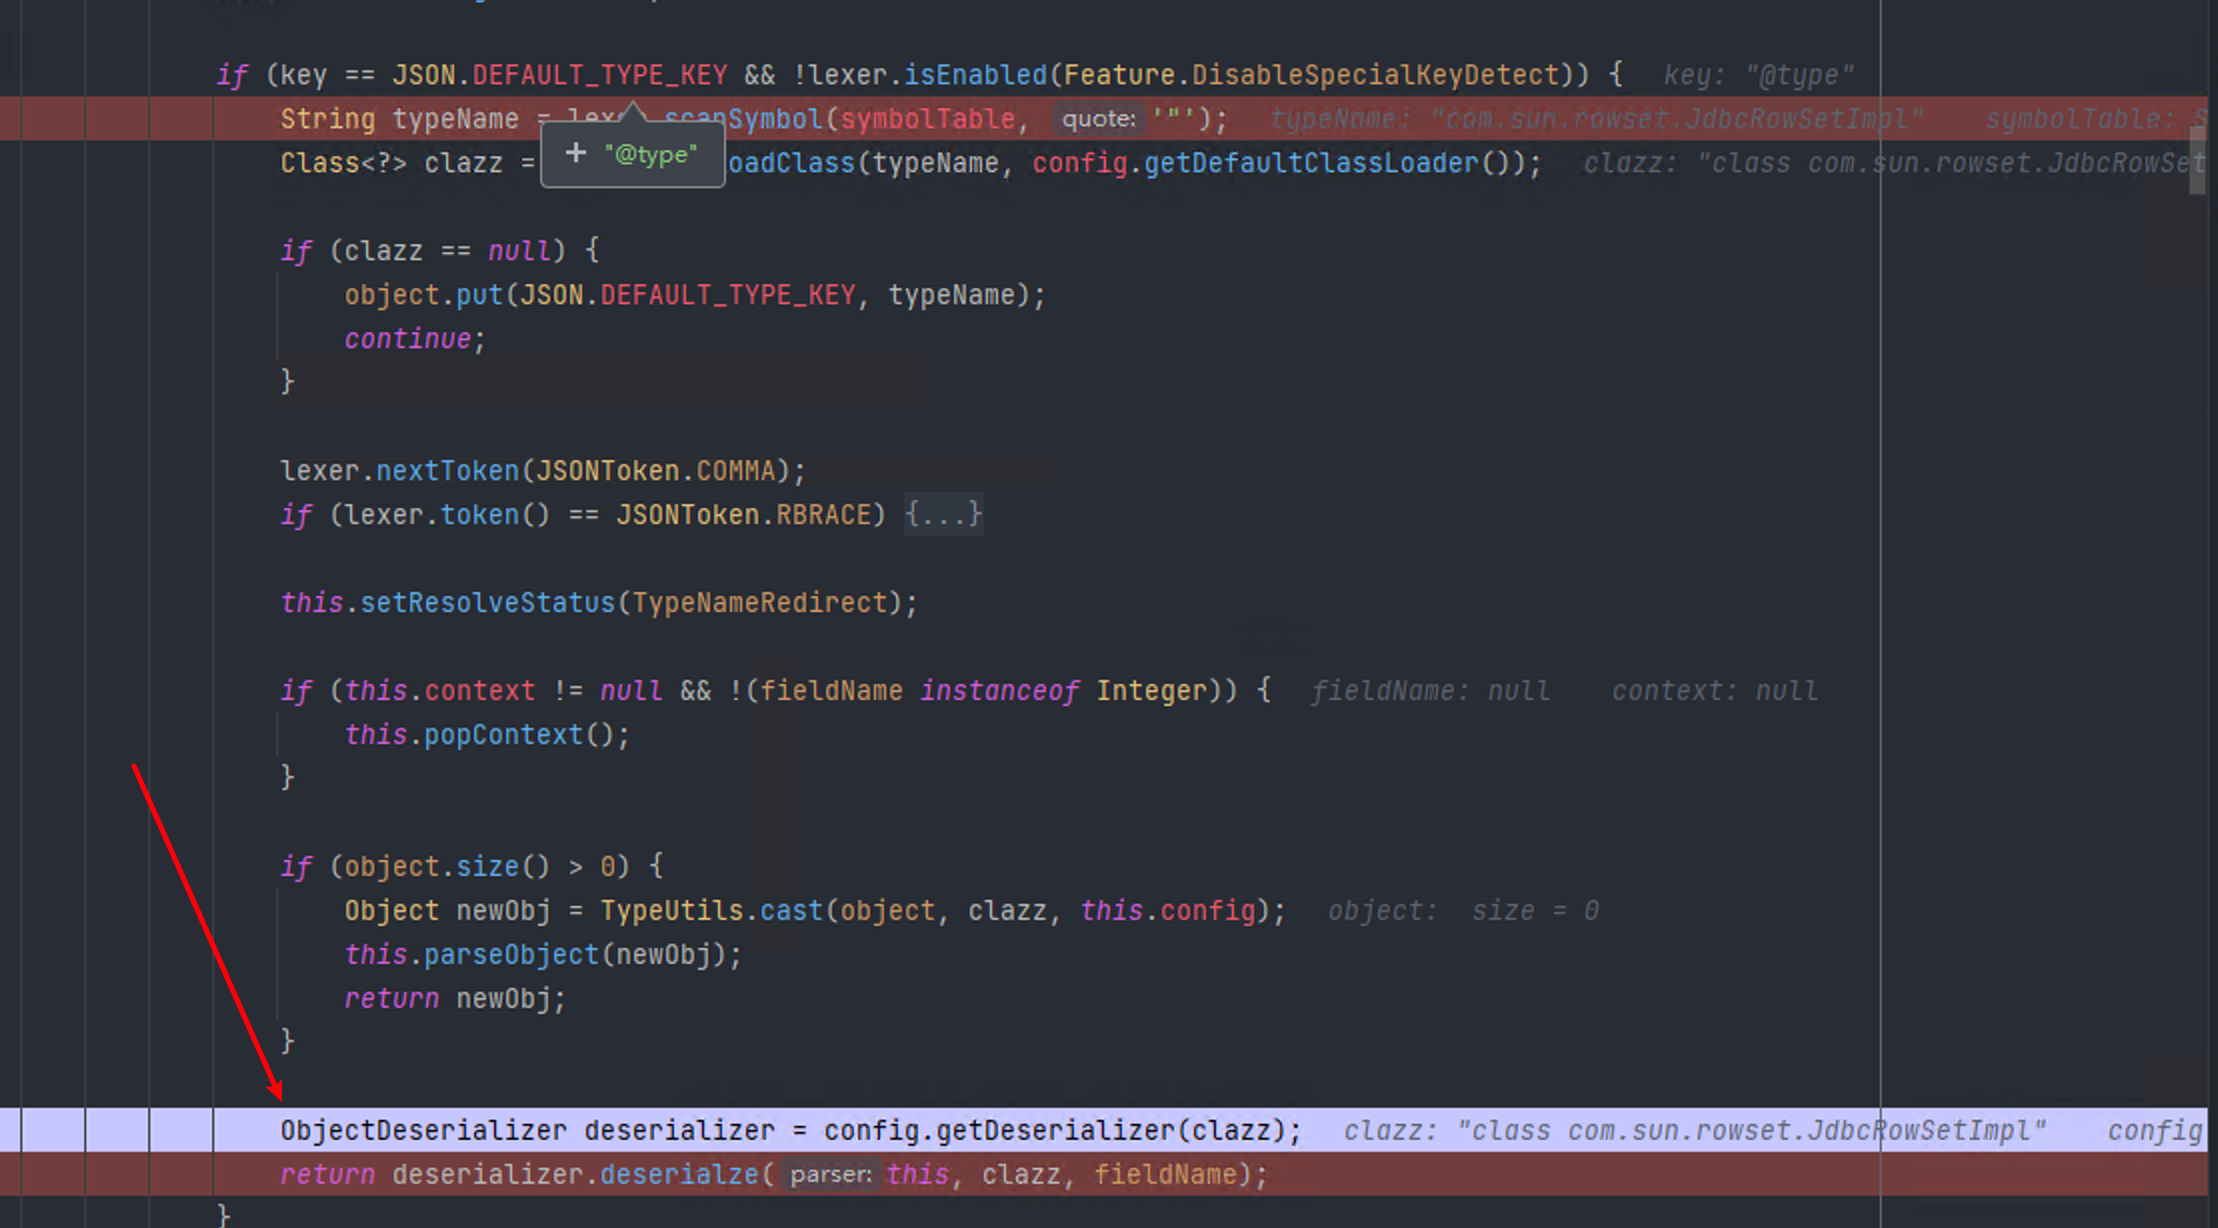 if (key == JSON.DEFAULT_TYPE_KEY && !lexer.isEnabled(Feature.DisableSpecialKeyDetect)) { key: "@type"
String typeName = lexer.scanSymbol(symbolTable, quote: '"'); typeName: "com.sun.rowset.JdbcRowSetImpl" symbolTable: S
+ "@type"
Class<?> clazz = oadClass(typeName, config.getDefaultClassLoader()); clazz: "class com.sun.rowset.JdbcRowSet
if (clazz == null) {
object.put(JSON.DEFAULT_TYPE_KEY, typeName);
continue;
}
lexer.nextToken(JSONToken.COMMA);
if (lexer.token() == JSONToken.RBRACE) {...}
this.setResolveStatus(TypeNameRedirect);
if (this.context != null && !(fieldName instanceof Integer)) { fieldName: null context: null
this.popContext();
}
if (object.size() > 0) {
Object newObj = TypeUtils.cast(object, clazz, this.config); object: size = 0
this.parseObject(newObj);
return newObj;
}
ObjectDeserializer deserializer = config.getDeserializer(clazz); clazz: "class com.sun.rowset.JdbcRowSetImpl" config
return deserializer.deserialze( parser: this, clazz, fieldName);
}